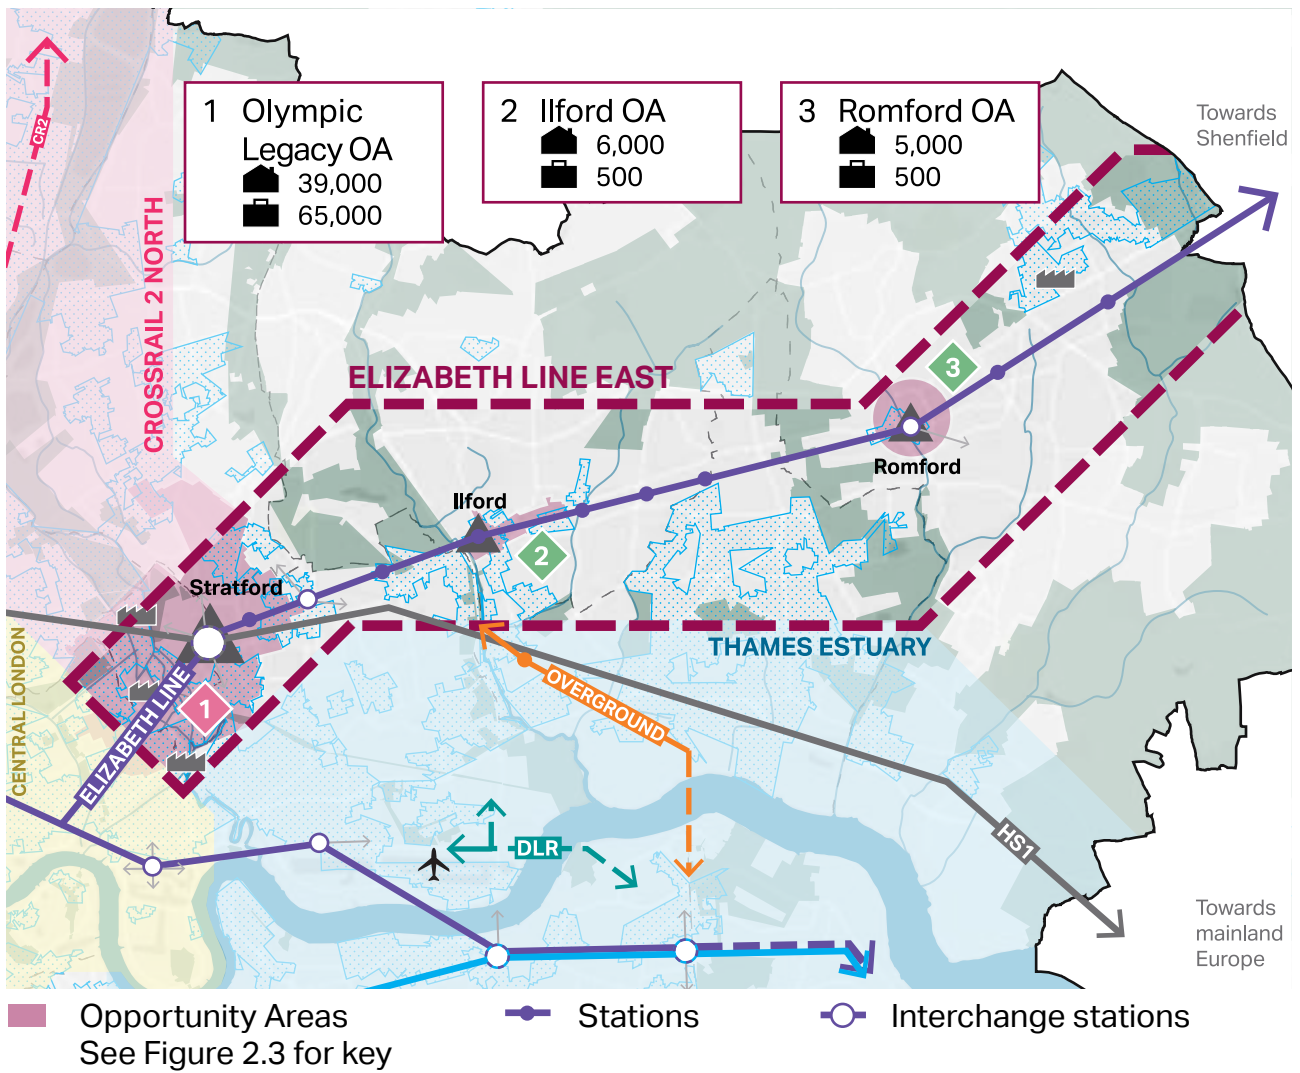 1 Olympic
Legacy OA
39,000
65,000
2 Ilford OA
6,000
500
3 Romford OA
5,000
500
Towards
Shenfield
CR2
CROSSRAIL 2 NORTH
ELIZABETH LINE EAST
3
Romford
Ilford
2
Stratford
THAMES ESTUARY
CENTRAL LONDON
ELIZABETH LINE
1
OVERGROUND
DLR
HS1
Towards
mainland
Europe
Opportunity Areas
See Figure 2.3 for key
Stations
Interchange stations